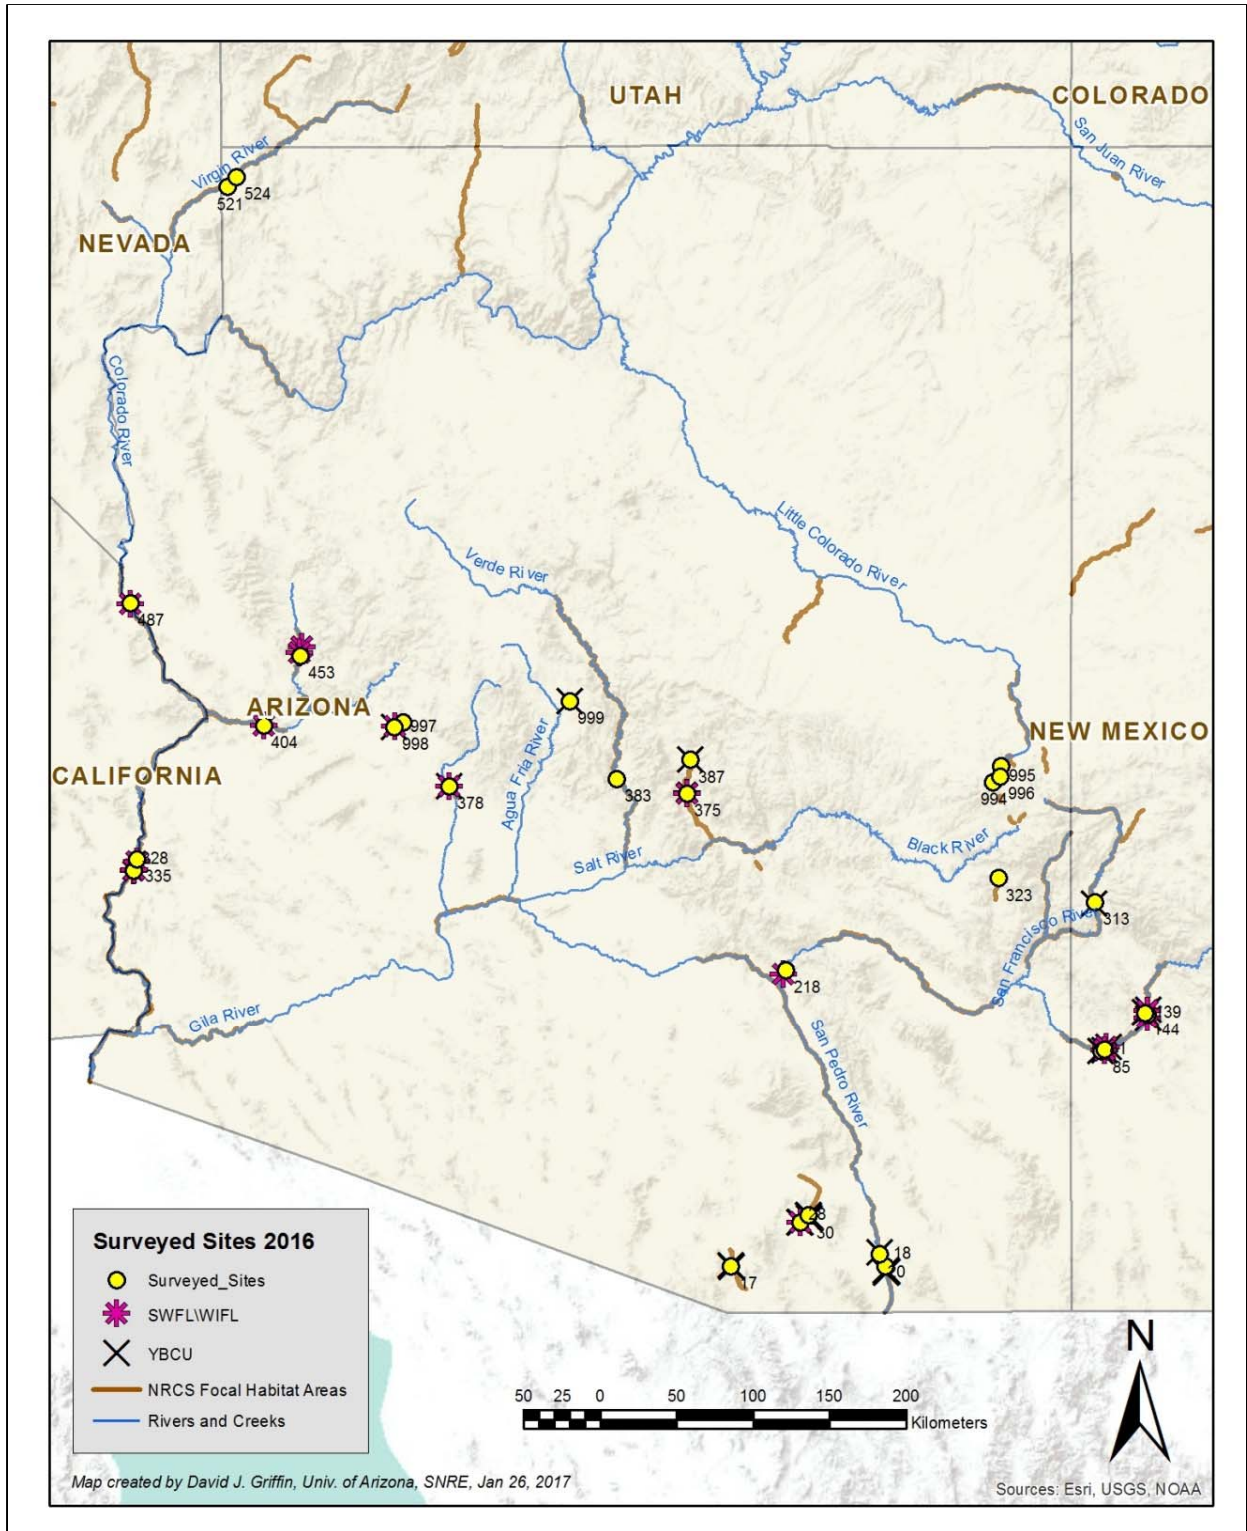 UTAH
COLORADO
San Juan River
Virgin River
524
521
NEVADA
Colorado River
Little Colorado River
Verde River
487
453
ARIZONA
999
997
998
404
NEW MEXICO
CALIFORNIA
387
378
383
375
995
996
994
Agua Fria River
Black River
Salt River
328
335
323
313
San Francisco River
218
Gila River
139
144
San Pedro River
85
28
30
18
20
17
Surveyed Sites 2016
Surveyed_Sites
SWFL\WIFL
YBCU
NRCS Focal Habitat Areas
Rivers and Creeks
N
50 25 0 50 100 150 200
Kilometers
Map created by David J. Griffin, Univ. of Arizona, SNRE, Jan 26, 2017
Sources: Esri, USGS, NOAA